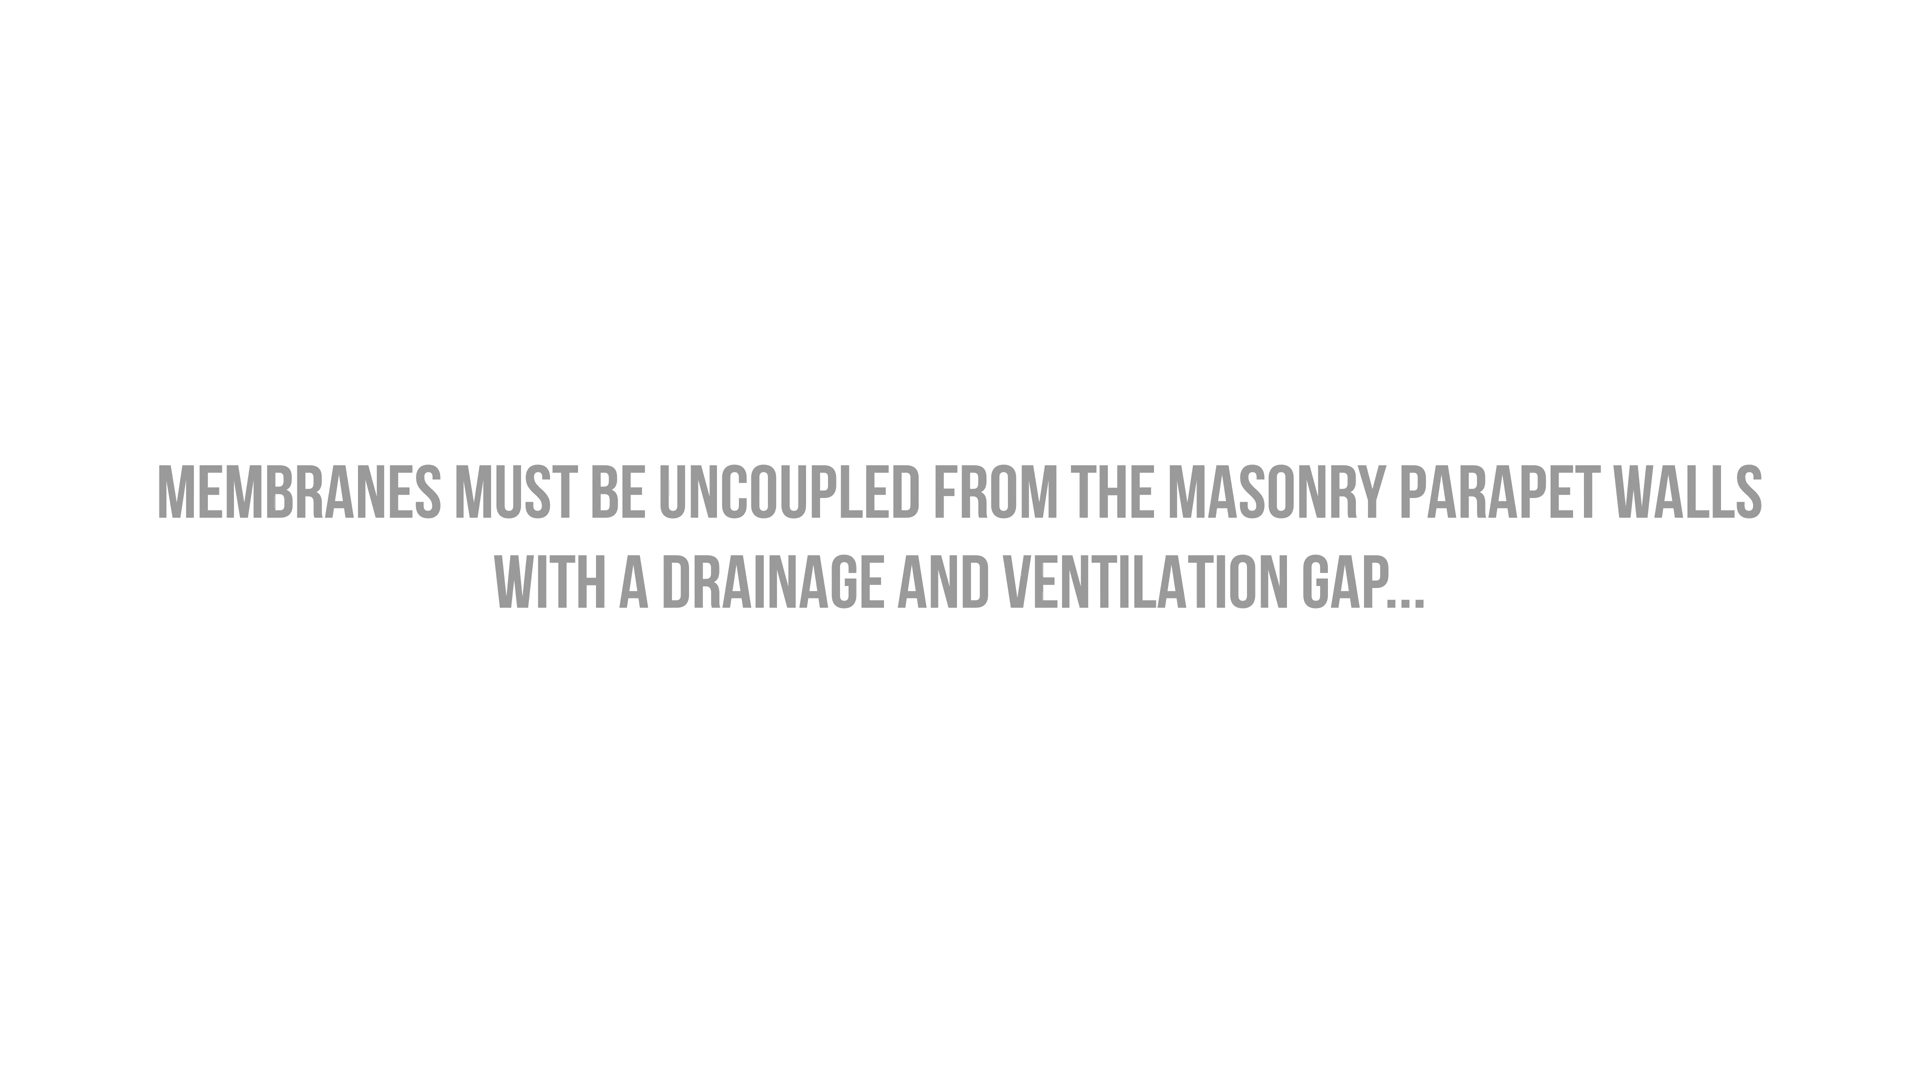 MEMBRANES MUST BE UNCOUPLED FROM THE MASONRY PARAPET WALLS
WITH A DRAINAGE AND VENTILATION GAP...